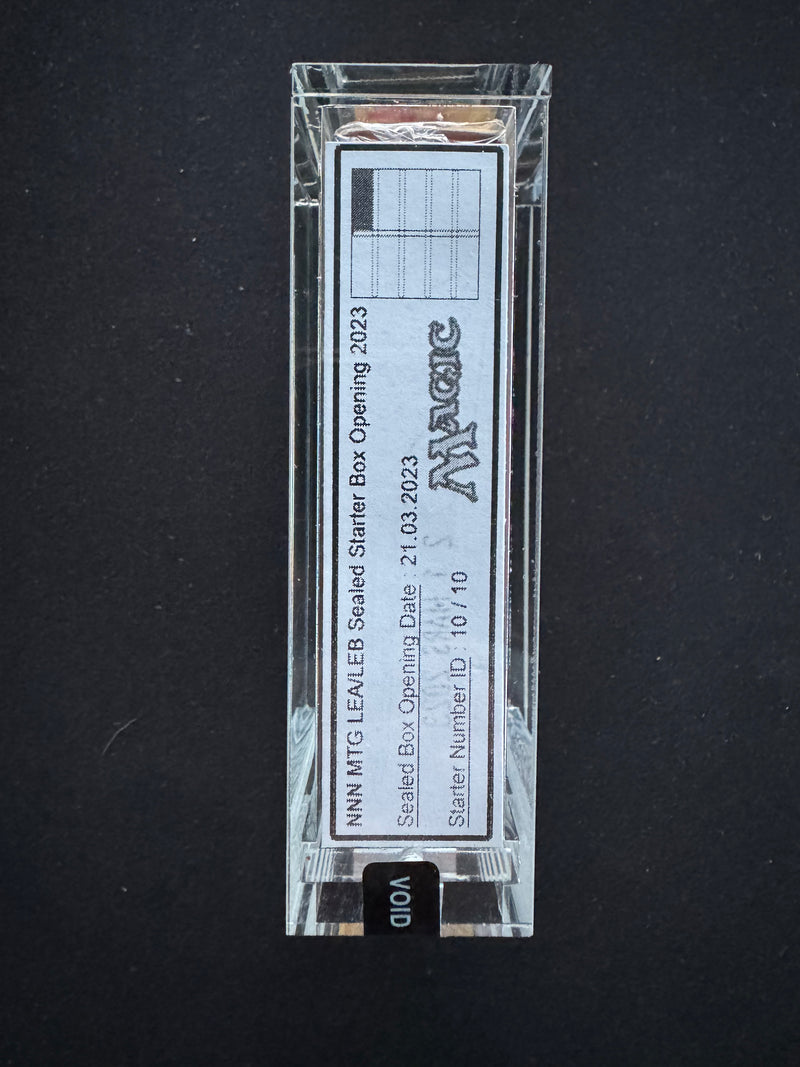 NNN MTG LEA/LEB Sealed Starter Box Opening 2023
Sealed Box Opening Date : 21.03.2023
Starter Number ID : 10 / 10
MAGIC
VOID